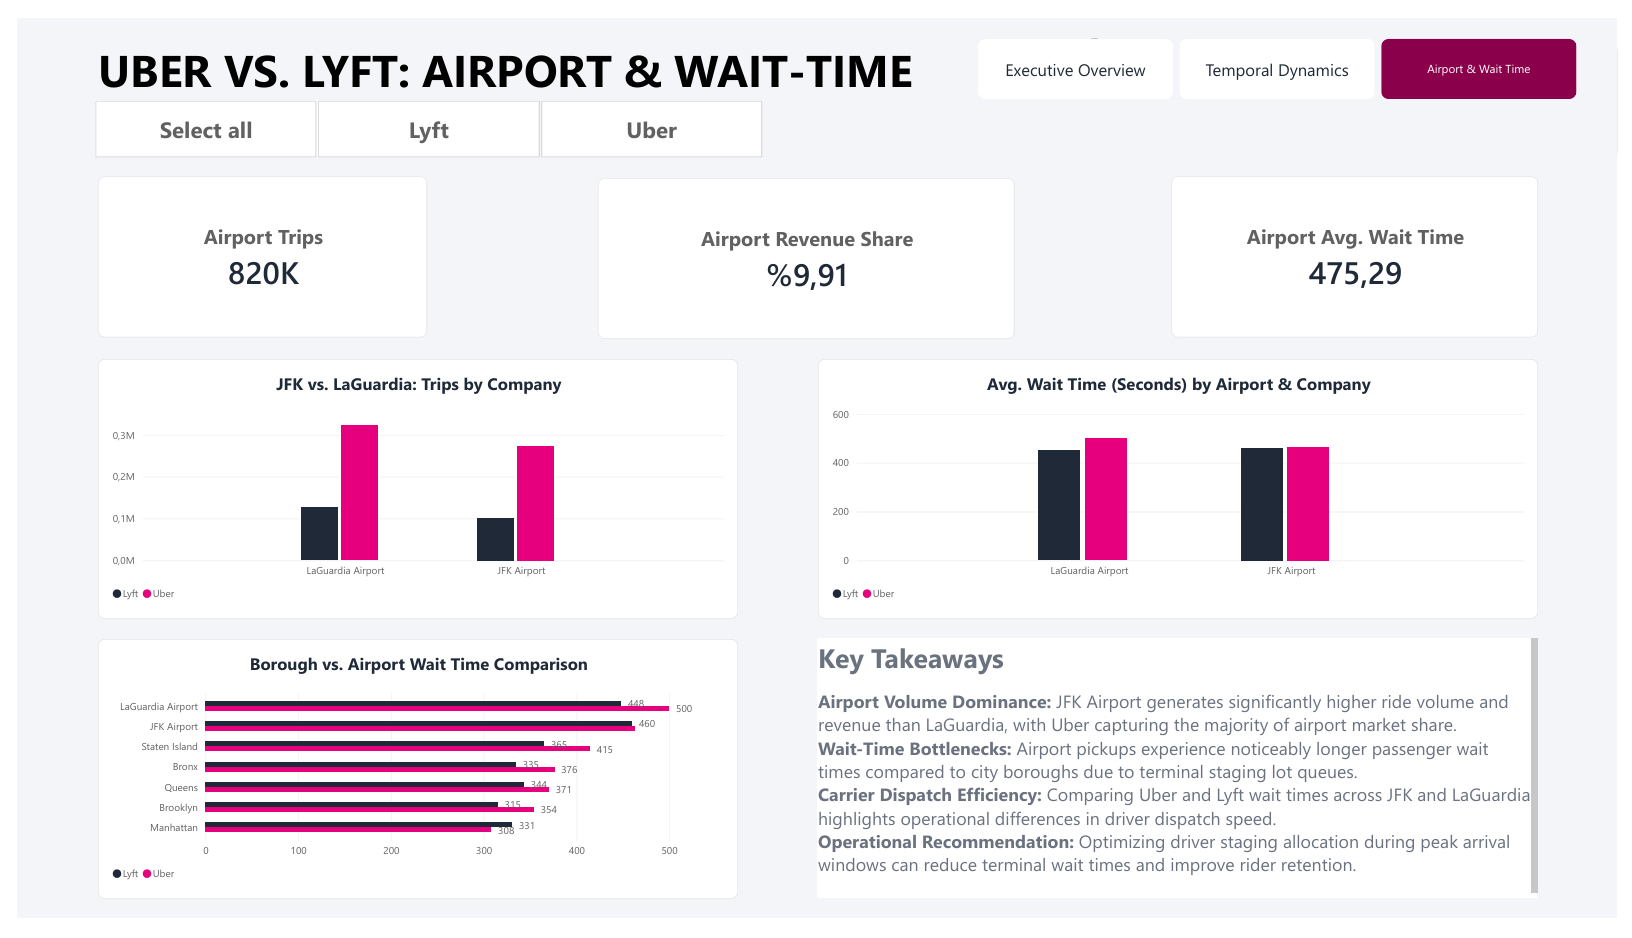 UBER VS. LYFT: AIRPORT & WAIT-TIME
Executive Overview
Temporal Dynamics
Airport & Wait Time
Select all
Lyft
Uber
Airport Trips
820K
Airport Revenue Share
%9,91
Airport Avg. Wait Time
475,29
JFK vs. LaGuardia: Trips by Company
0,3M
0,2M
0,1M
0,0M
LaGuardia Airport
JFK Airport
Lyft
Uber
Avg. Wait Time (Seconds) by Airport & Company
600
400
200
0
LaGuardia Airport
JFK Airport
Lyft
Uber
Borough vs. Airport Wait Time Comparison
LaGuardia Airport
448
500
JFK Airport
460
Staten Island
365
415
Bronx
335
376
Queens
344
371
Brooklyn
315
354
Manhattan
331
308
0
100
200
300
400
500
Lyft
Uber
Key Takeaways
Airport Volume Dominance: JFK Airport generates significantly higher ride volume and
revenue than LaGuardia, with Uber capturing the majority of airport market share.
Wait-Time Bottlenecks: Airport pickups experience noticeably longer passenger wait
times compared to city boroughs due to terminal staging lot queues.
Carrier Dispatch Efficiency: Comparing Uber and Lyft wait times across JFK and LaGuardia
highlights operational differences in driver dispatch speed.
Operational Recommendation: Optimizing driver staging allocation during peak arrival
windows can reduce terminal wait times and improve rider retention.